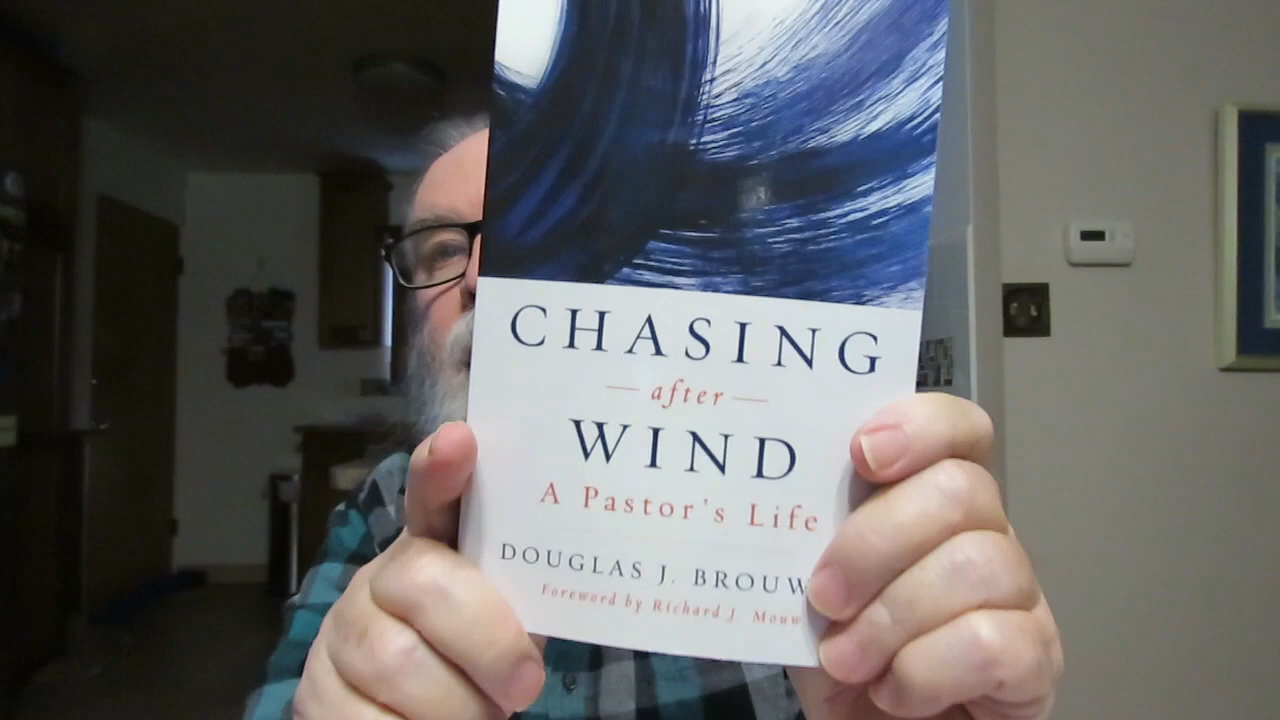 CHASING
after
WIND
A Pastor's Life
DOUGLAS J. BROUW
Foreword by Richard J. Mouw